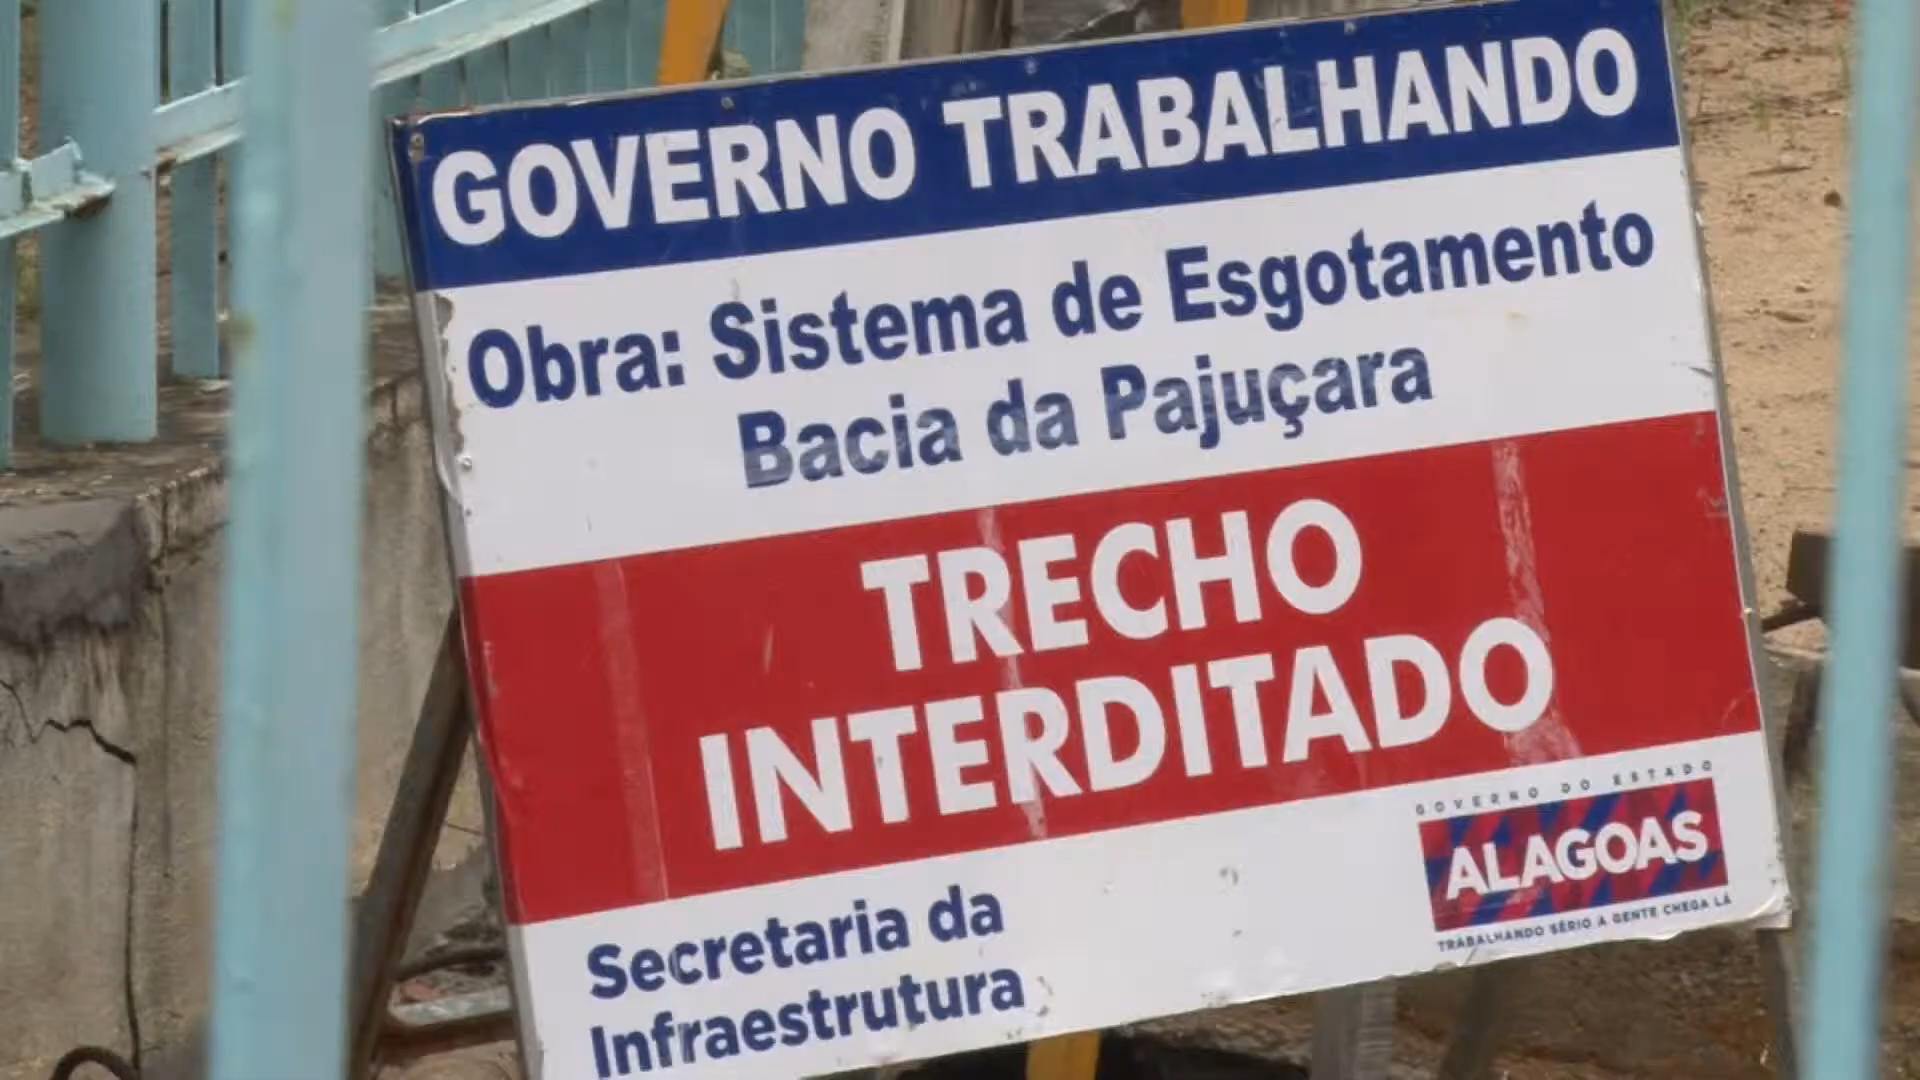 GOVERNO TRABALHANDO
Obra: Sistema de Esgotamento
Bacia da Pajuçara
TRECHO
INTERDITADO
GOVERNO DO ESTADO
ALAGOAS
TRABALHANDO SÉRIO A GENTE CHEGA LÁ
Secretaria da
Infraestrutura